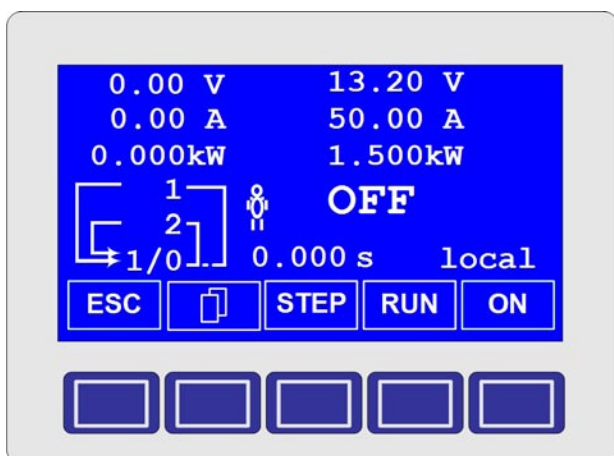 0.00 V 13.20 V
0.00 A 50.00 A
0.000kW 1.500kW
1 OFF
2
1/0 0.000 s local
ESC STEP RUN ON